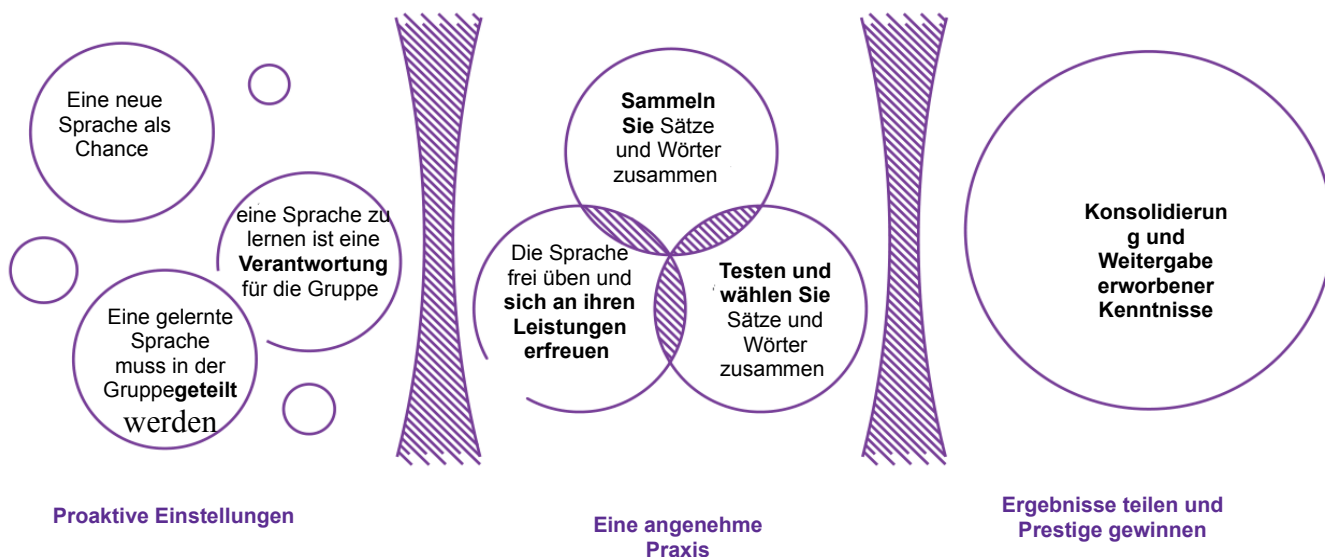 Eine neue
Sprache als
Chance
eine Sprache zu
lernen ist eine
Verantwortung
für die Gruppe
Eine gelernte
Sprache
muss in der
Gruppegeteilt
werden
Proaktive Einstellungen
Sammeln
Sie Sätze
und Wörter
zusammen
Die Sprache
frei üben und
sich an ihren
Leistungen
erfreuen
Testen und
wählen Sie
Sätze und
Wörter
zusammen
Eine angenehme
Praxis
Konsolidierun
g und
Weitergabe
erworbener
Kenntnisse
Ergebnisse teilen und
Prestige gewinnen